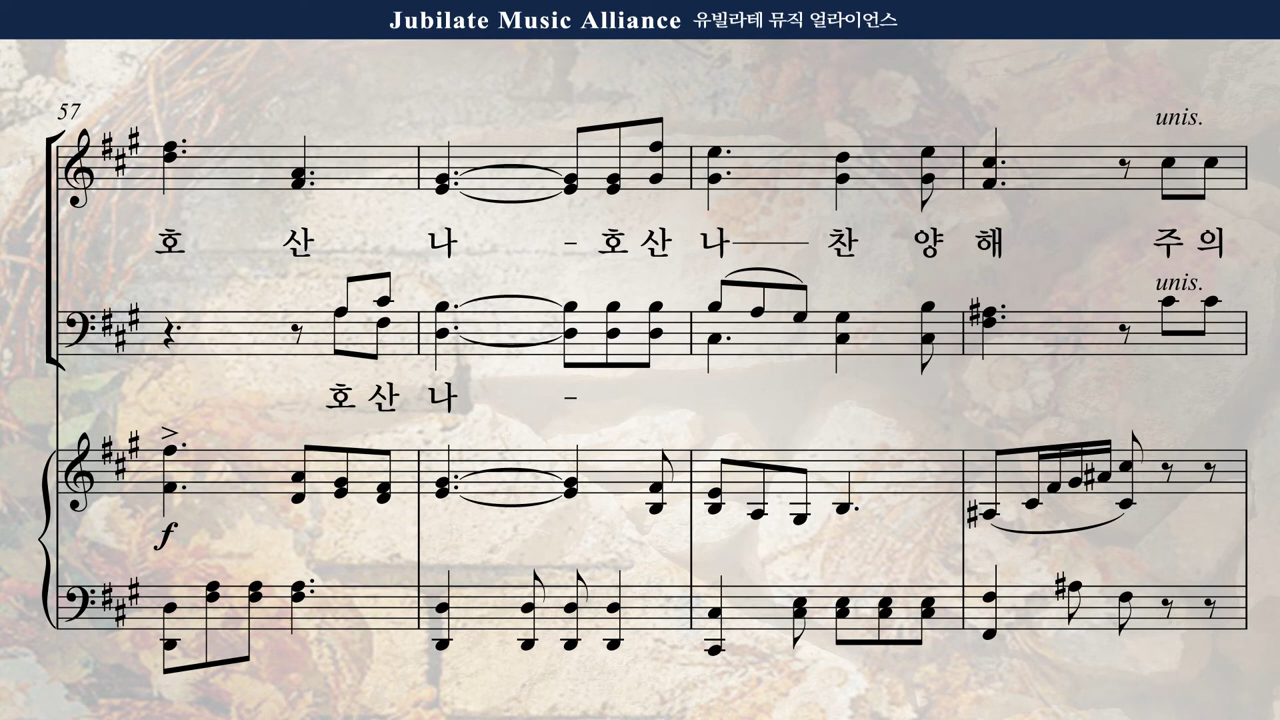 Jubilate Music Alliance 유빌라테 뮤직 얼라이언스
57
unis.
호 산 나 - 호 산 나 찬 양 해 주 의
unis.
호 산 나 -
f